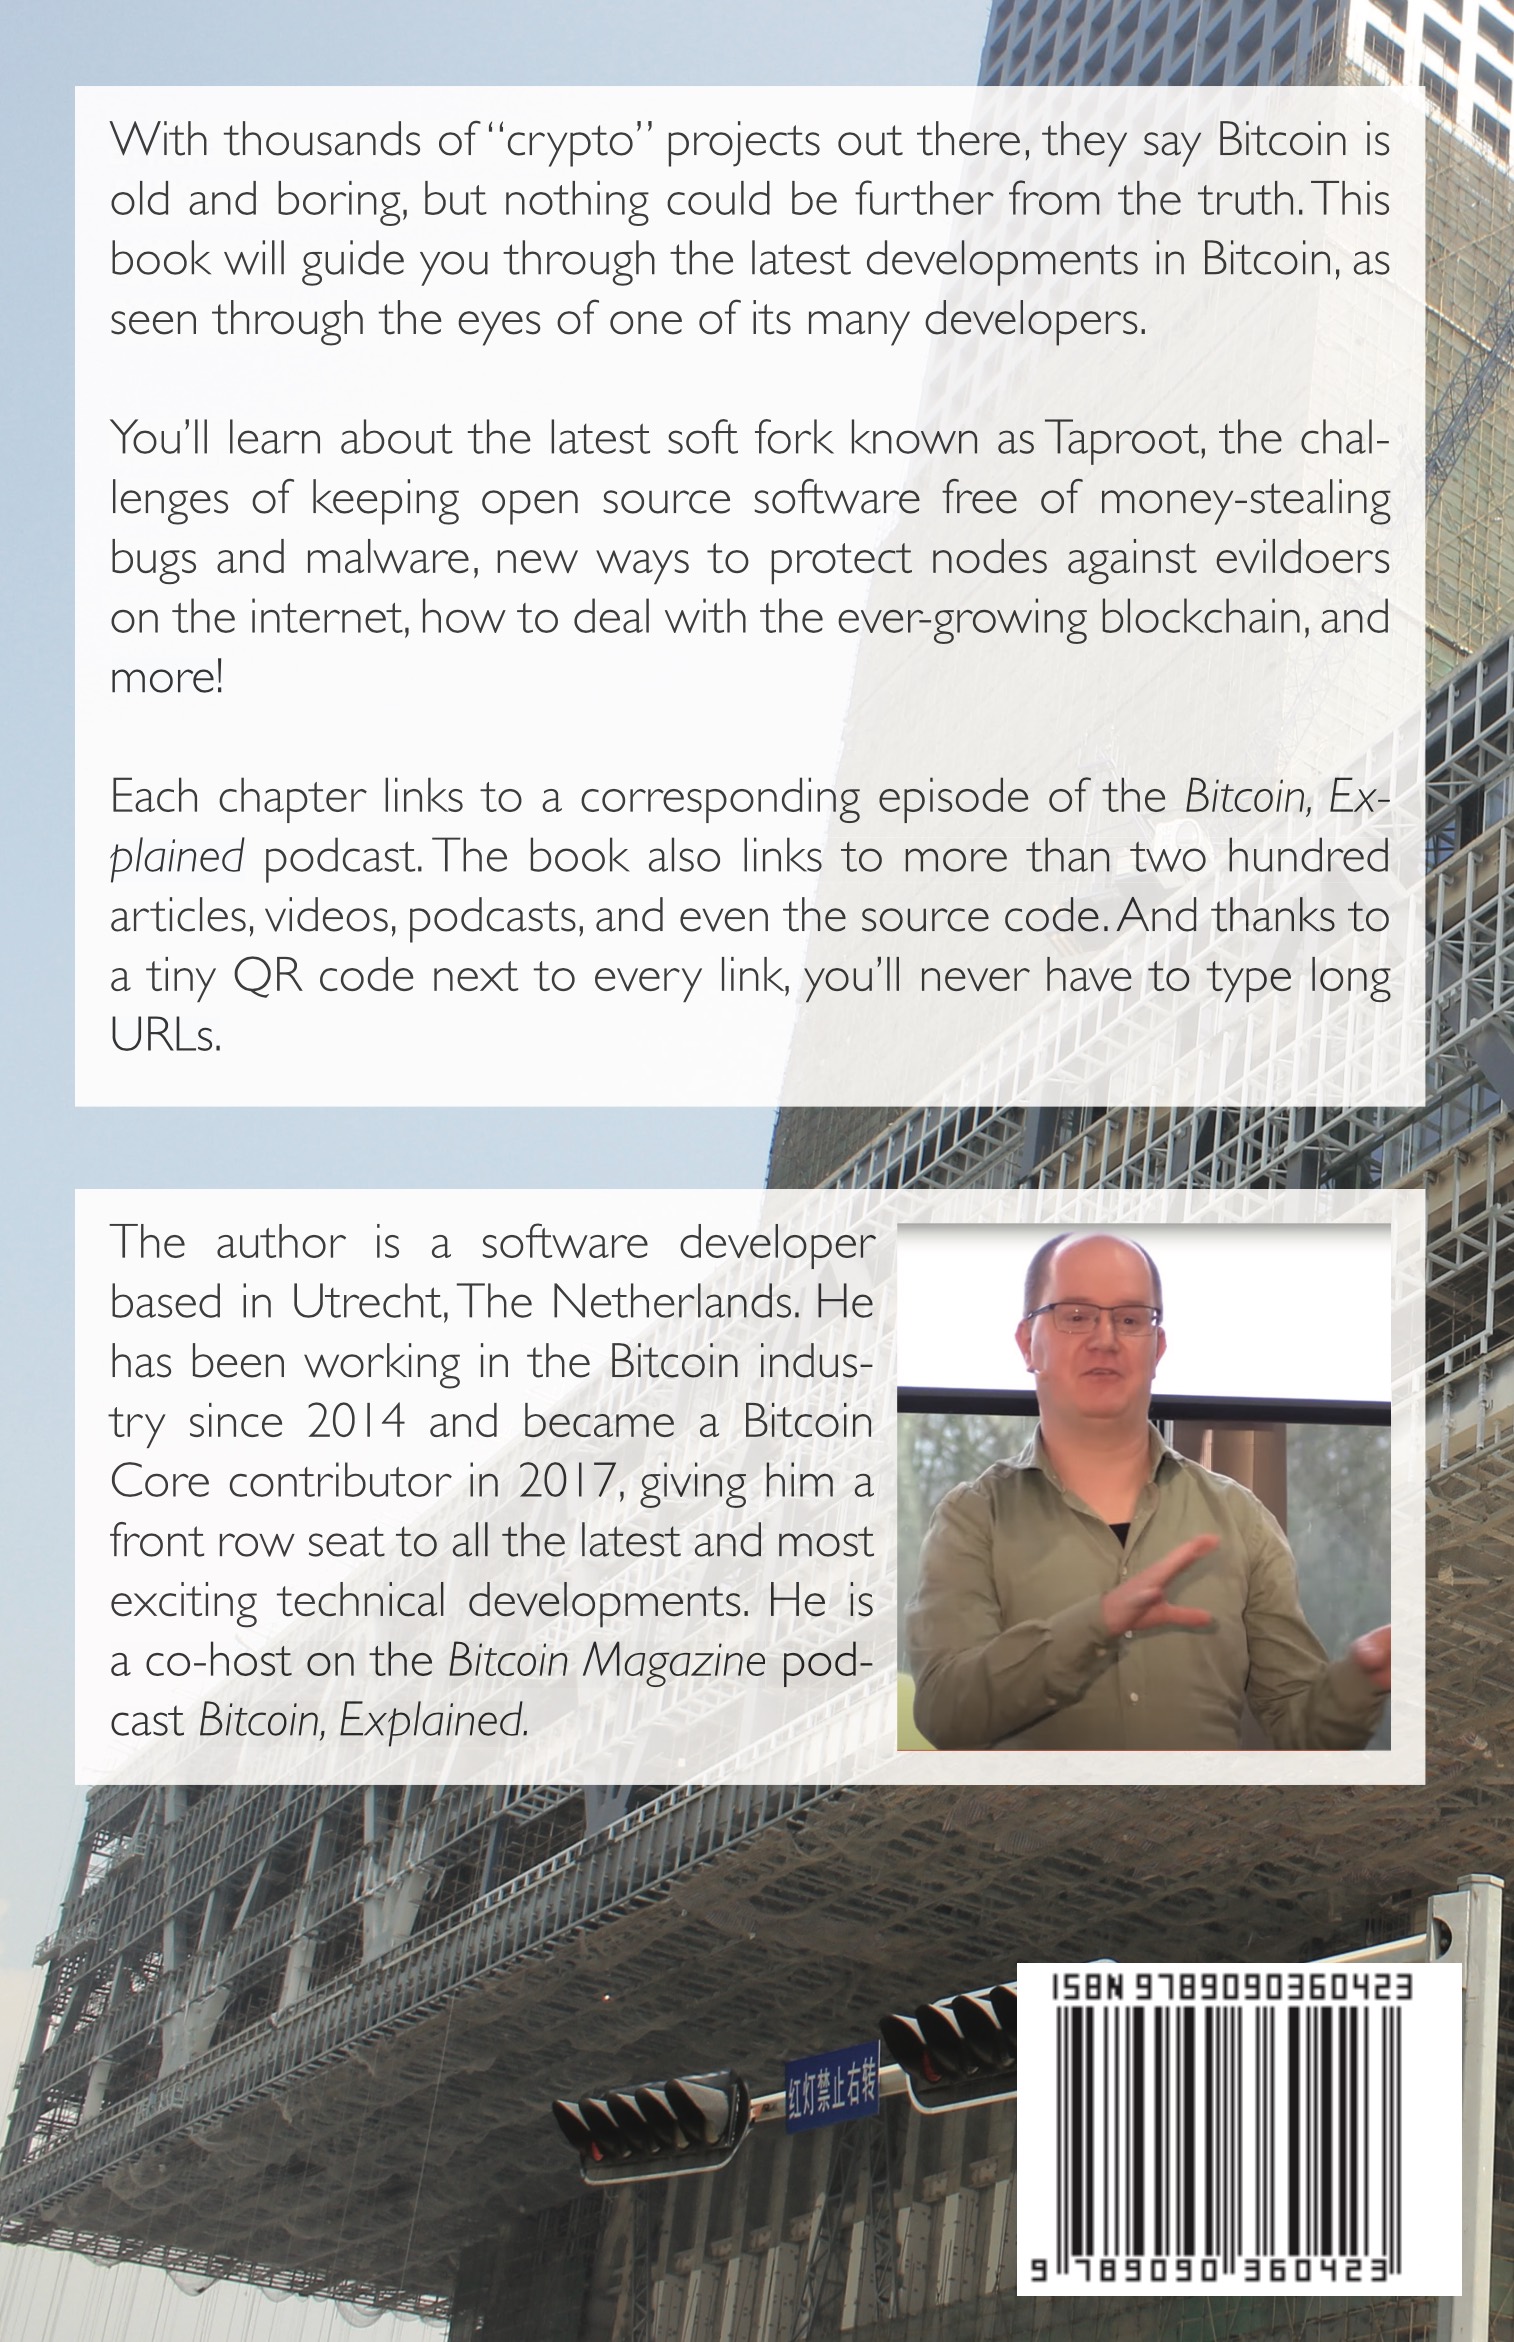 With thousands of “crypto” projects out there, they say Bitcoin is
old and boring, but nothing could be further from the truth. This
book will guide you through the latest developments in Bitcoin, as
seen through the eyes of one of its many developers.
You’ll learn about the latest soft fork known as Taproot, the chal-
lenges of keeping open source software free of money-stealing
bugs and malware, new ways to protect nodes against evildoers
on the internet, how to deal with the ever-growing blockchain, and
more!
Each chapter links to a corresponding episode of the Bitcoin, Ex-
plained podcast. The book also links to more than two hundred
articles, videos, podcasts, and even the source code. And thanks to
a tiny QR code next to every link, you’ll never have to type long
URLs.
The author is a software developer
based in Utrecht, The Netherlands. He
has been working in the Bitcoin indus-
try since 2014 and became a Bitcoin
Core contributor in 2017, giving him a
front row seat to all the latest and most
exciting technical developments. He is
a co-host on the Bitcoin Magazine pod-
cast Bitcoin, Explained.
红灯禁止右转
ISBN 9789090360423
9 789090 360423